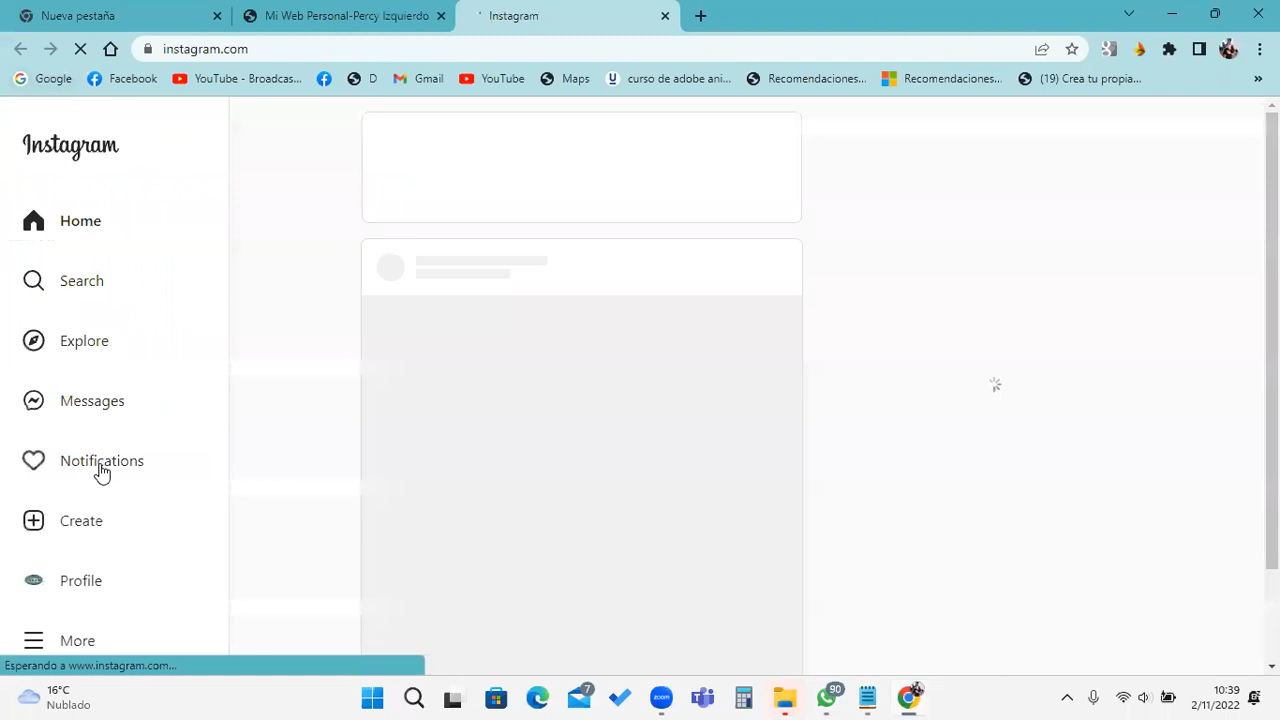 Nueva pestaña
Mi Web Personal-Percy Izquierdo
Instagram
instagram.com
Google
Facebook
YouTube - Broadcas...
D
Gmail
YouTube
Maps
curso de adobe ani...
Recomendaciones...
Recomendaciones...
(19) Crea tu propia...
»
Instagram
Home
Search
Explore
Messages
Notifications
Create
Profile
More
Esperando a www.instagram.com...
16°C
Nublado
7
zoom
90
10:39
2/11/2022